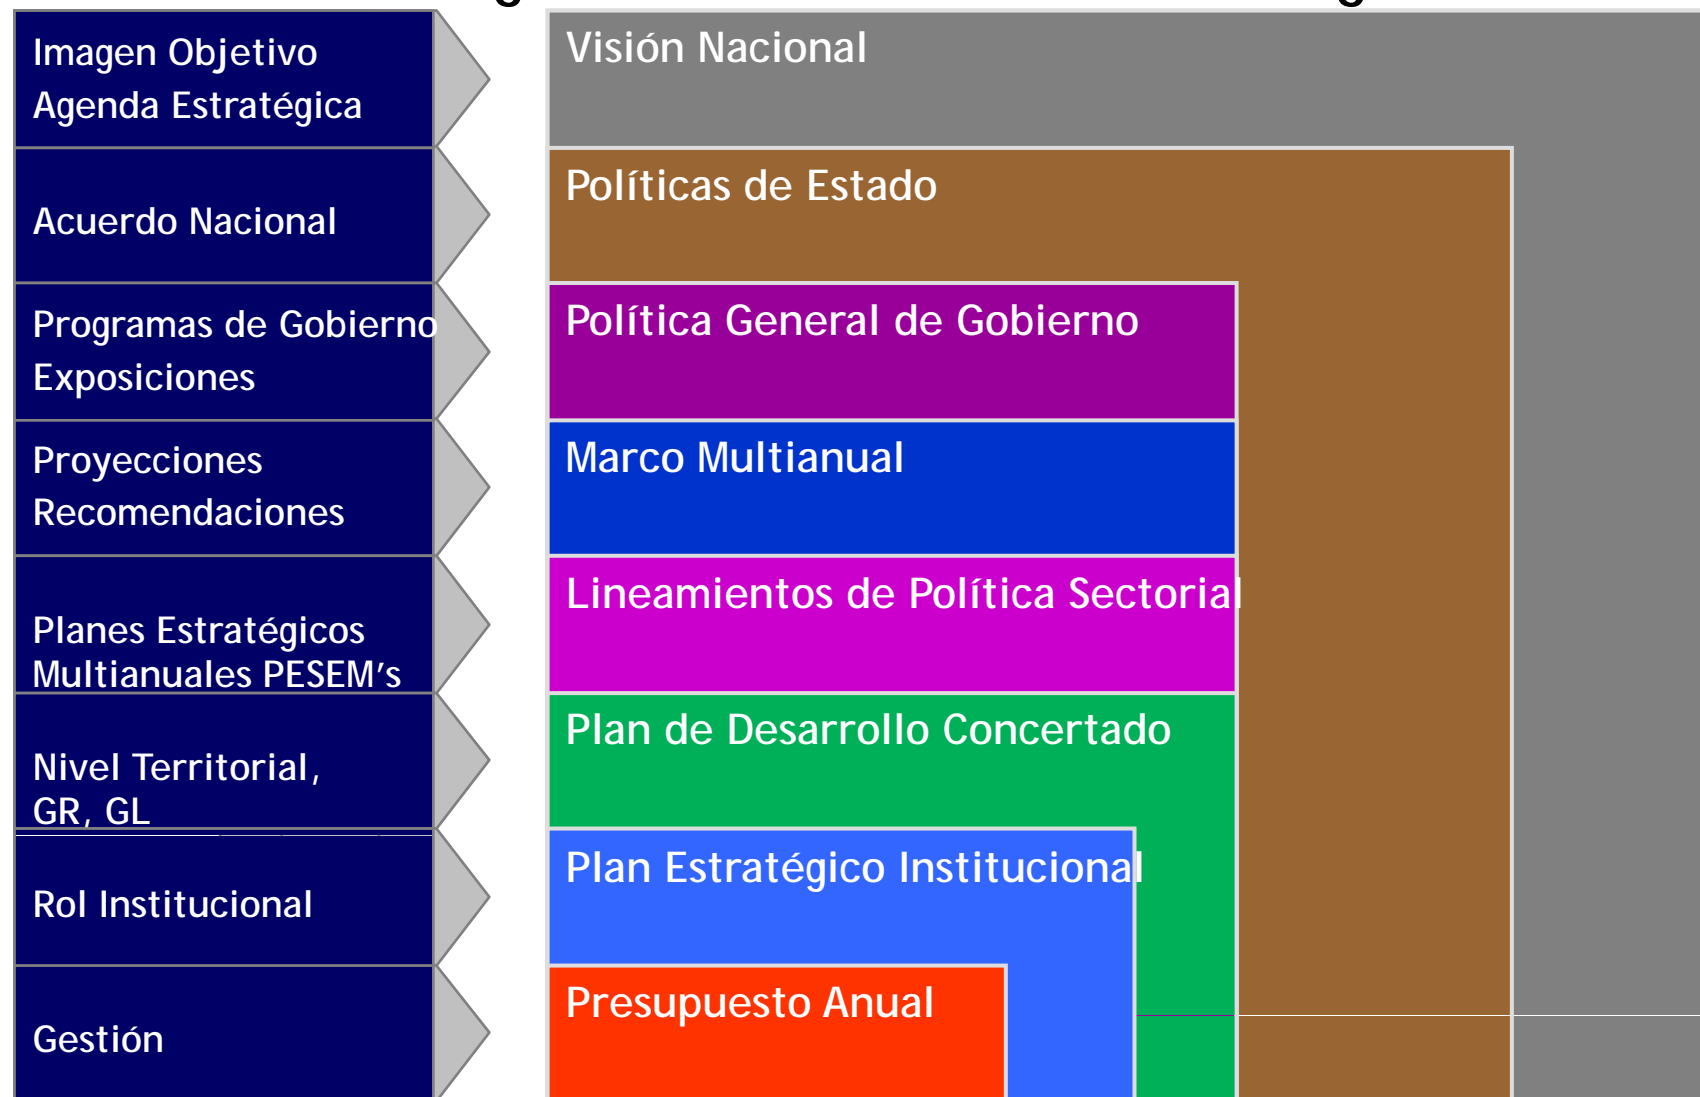 Imagen Objetivo
Agenda Estratégica
Visión Nacional
Acuerdo Nacional
Políticas de Estado
Programas de Gobierno
Exposiciones
Política General de Gobierno
Proyecciones
Recomendaciones
Marco Multianual
Planes Estratégicos
Multianuales PESEM’s
Lineamientos de Política Sectorial
Nivel Territorial,
GR, GL
Plan de Desarrollo Concertado
Rol Institucional
Plan Estratégico Institucional
Gestión
Presupuesto Anual